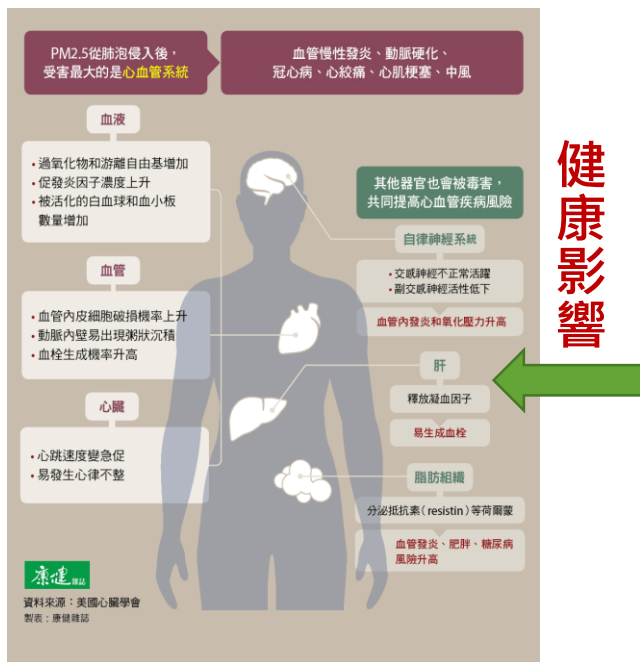 PM2.5從肺泡侵入後，
受害最大的是心血管系統
血管慢性發炎、動脈硬化、
冠心病、心絞痛、心肌梗塞、中風
血液
•過氧化物和游離自由基增加
•促發炎因子濃度上升
•被活化的白血球和血小板
數量增加
血管
•血管內皮細胞破損機率上升
•動脈內壁易出現粥狀沉積
•血栓生成機率升高
心臟
•心跳速度變急促
•易發生心律不整
其他器官也會被毒害，
共同提高心血管疾病風險
自律神經系統
•交感神經不正常活躍
•副交感神經活性低下
血管內發炎和氧化壓力升高
肝
釋放凝血因子
易生成血栓
脂肪組織
分泌抵抗素（resistin）等荷爾蒙
血管發炎、肥胖、糖尿病
風險升高
康健雜誌
資料來源：美國心臟學會
製表：康健雜誌
健康影響